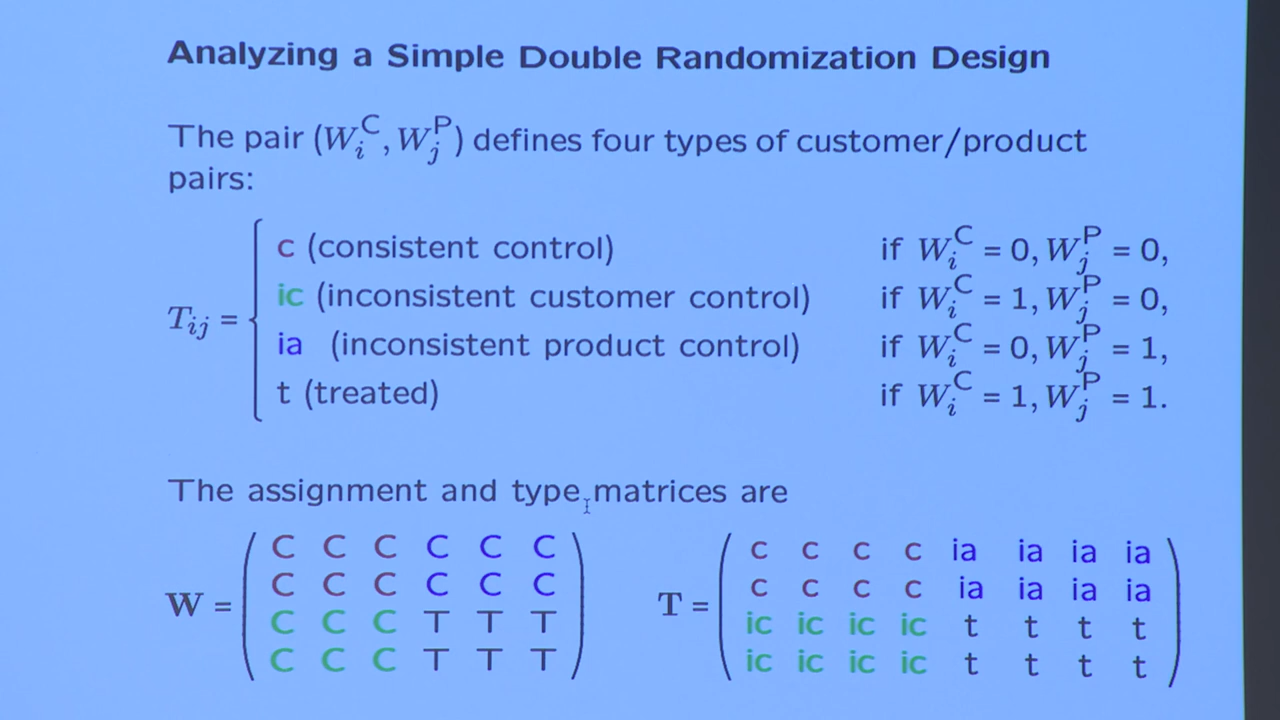 Analyzing a Simple Double Randomization Design
The pair (W_i^C, W_j^P) defines four types of customer/product
pairs:
T_ij = {
c (consistent control) if W_i^C = 0, W_j^P = 0,
ic (inconsistent customer control) if W_i^C = 1, W_j^P = 0,
ia (inconsistent product control) if W_i^C = 0, W_j^P = 1,
t (treated) if W_i^C = 1, W_j^P = 1.
The assignment and type matrices are
W = ( C C C C C C
C C C C C C
C C C T T T
C C C T T T )
T = ( c c c c ia ia ia ia
c c c c ia ia ia ia
ic ic ic ic t t t t
ic ic ic ic t t t t )